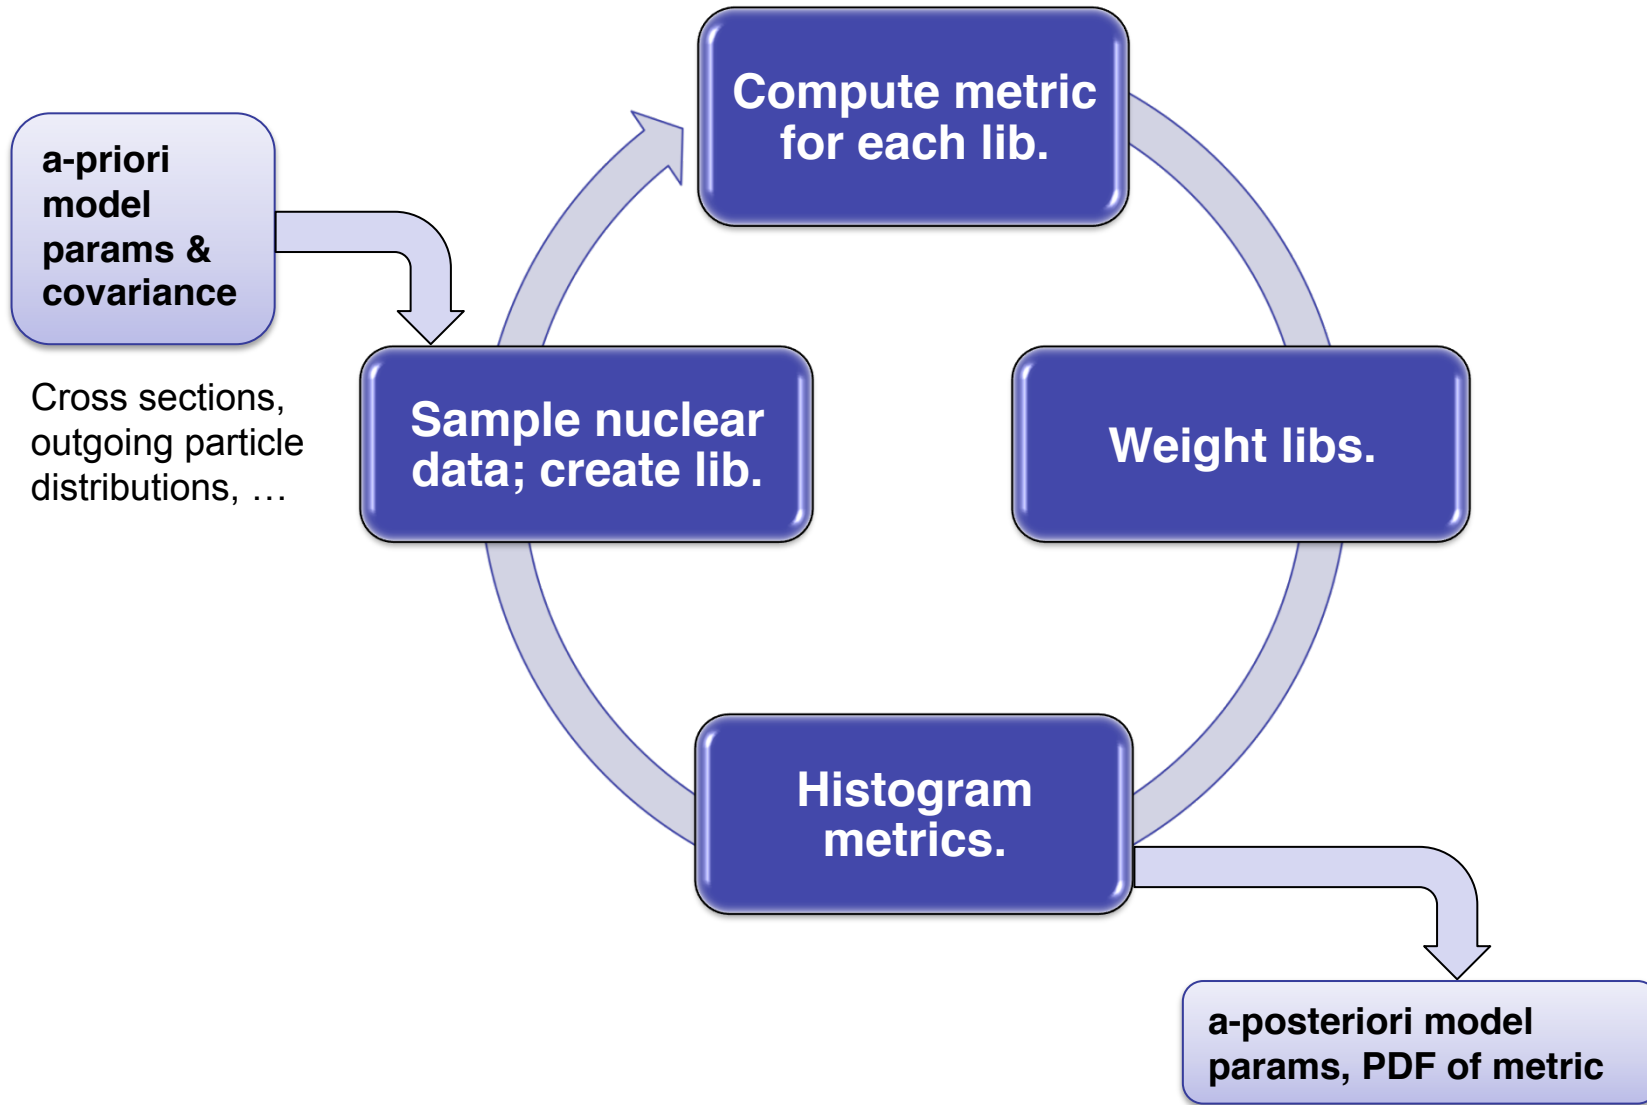 Compute metric
for each lib.
a-priori
model
params &
covariance
Cross sections,
outgoing particle
distributions, …
Sample nuclear
data; create lib.
Weight libs.
Histogram
metrics.
a-posteriori model
params, PDF of metric